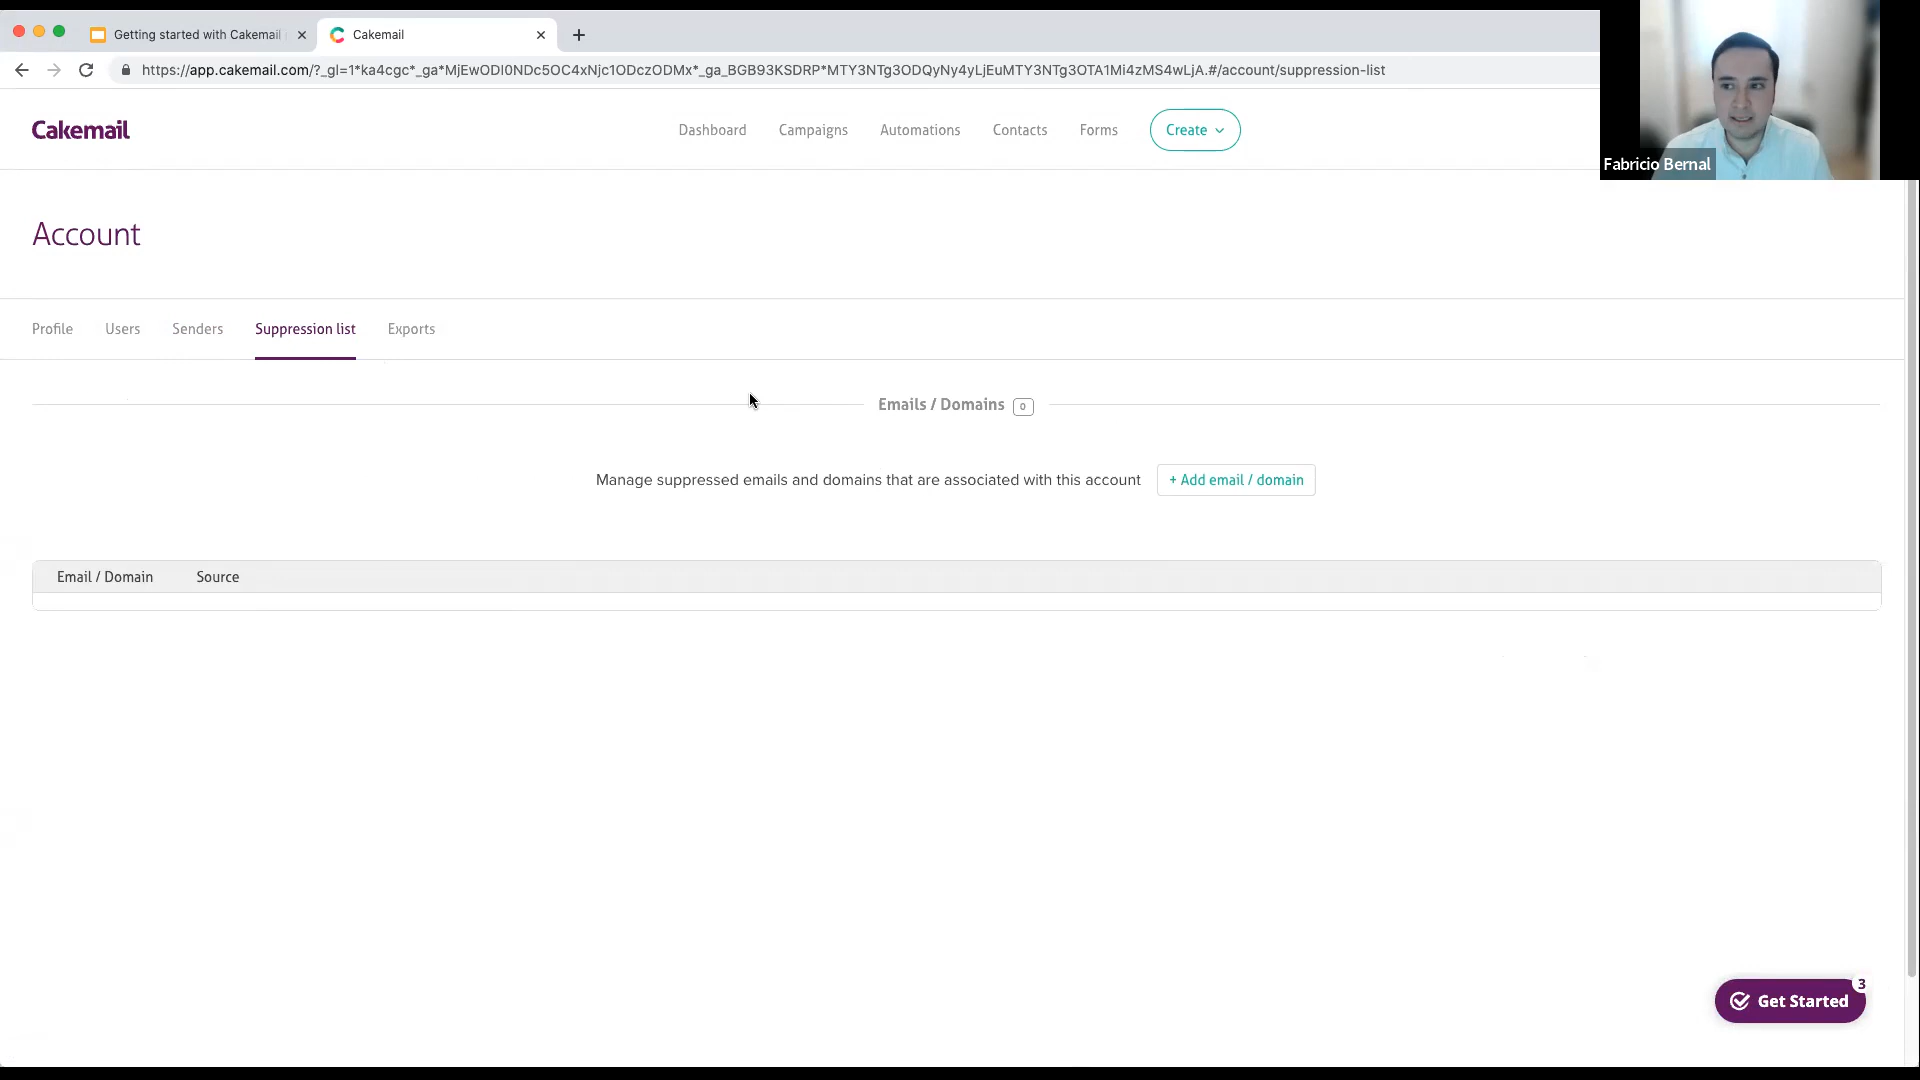 Getting started with Cakemail
Cakemail
https://app.cakemail.com/?_gl=1*ka4cgc*_ga*MjEwODI0NDc5OC4xNjc1ODczODMx*_ga_BGB93KSDRP*MTY3NTg3ODQyNy4yLjEuMTY3NTg3OTA1Mi4zMS4wLjA.#/account/suppression-list
Cakemail
Dashboard
Campaigns
Automations
Contacts
Forms
Create
Fabricio Bernal
Account
Profile
Users
Senders
Suppression list
Exports
Emails / Domains 0
Manage suppressed emails and domains that are associated with this account
+ Add email / domain
Email / Domain
Source
3
Get Started